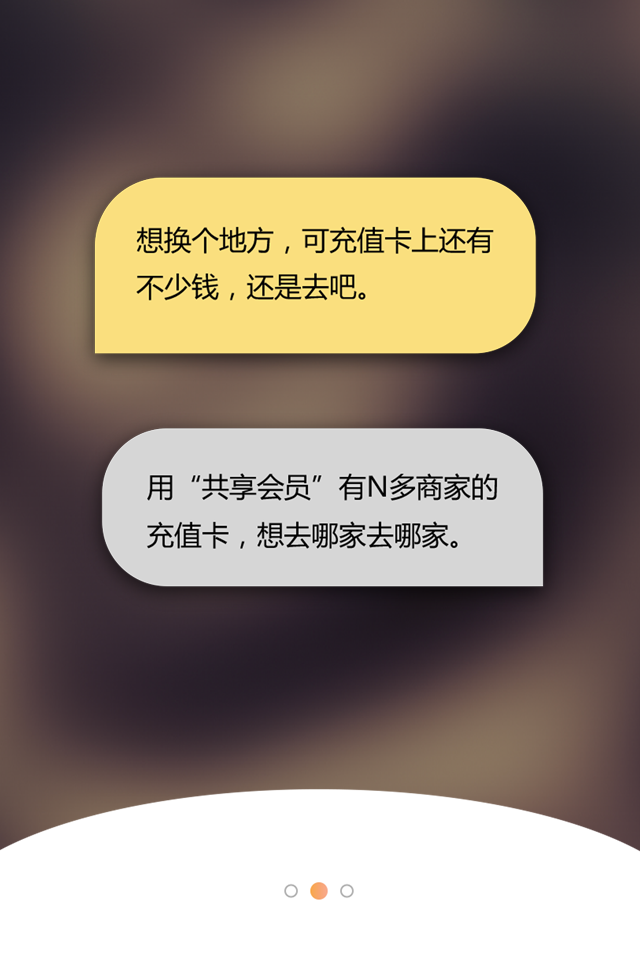 想换个地方，可充值卡上还有
不少钱，还是去吧。
用“共享会员”有N多商家的
充值卡，想去哪家去哪家。